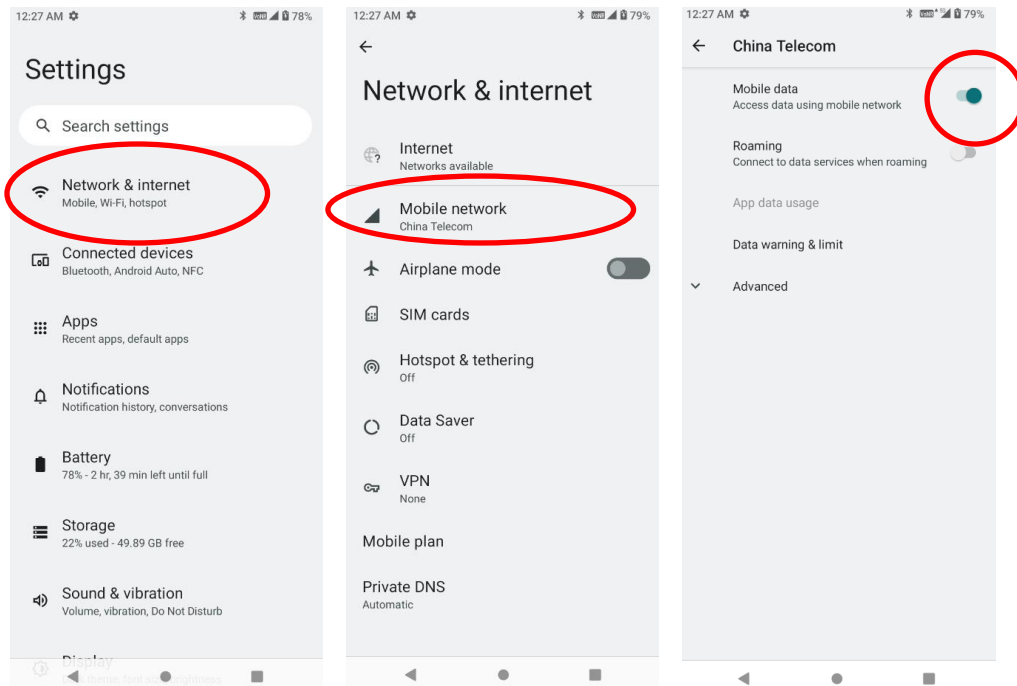 12:27 AM 78%
Settings
Search settings
Network & internet
Mobile, Wi-Fi, hotspot
Connected devices
Bluetooth, Android Auto, NFC
Apps
Recent apps, default apps
Notifications
Notification history, conversations
Battery
78% - 2 hr, 39 min left until full
Storage
22% used - 49.89 GB free
Sound & vibration
Volume, vibration, Do Not Disturb
Display
12:27 AM 79%
Network & internet
Internet
Networks available
Mobile network
China Telecom
Airplane mode
SIM cards
Hotspot & tethering
Off
Data Saver
Off
VPN
None
Mobile plan
Private DNS
Automatic
12:27 AM 79%
China Telecom
Mobile data
Access data using mobile network
Roaming
Connect to data services when roaming
App data usage
Data warning & limit
Advanced